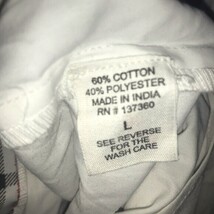 60% COTTON
40% POLYESTER
MADE IN INDIA
RN # 137360
L
SEE REVERSE
FOR THE
WASH CARE